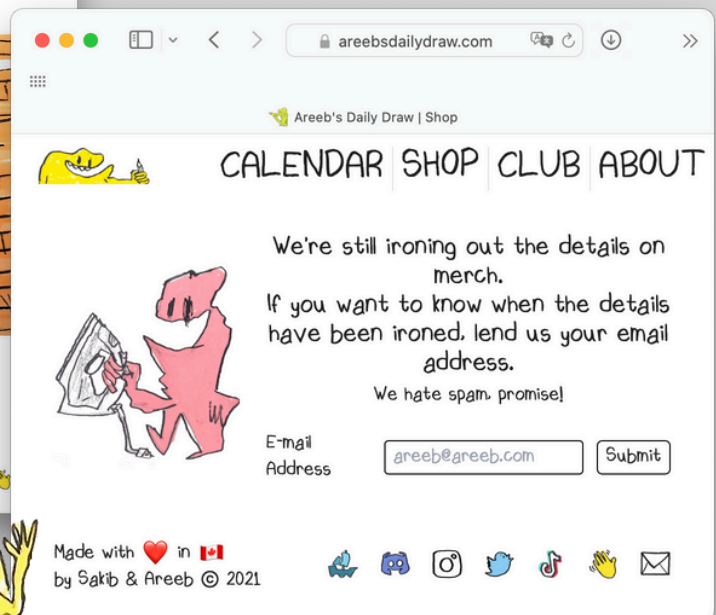 areebsdailydraw.com
Areeb's Daily Draw | Shop
CALENDAR SHOP CLUB ABOUT
We're still ironing out the details on
merch.
If you want to know when the details
have been ironed, lend us your email
address.
We hate spam, promise!
E-mail
Address
areeb@areeb.com
Submit
Made with ❤️ in 🇨🇦
by Sakib & Areeb © 2021